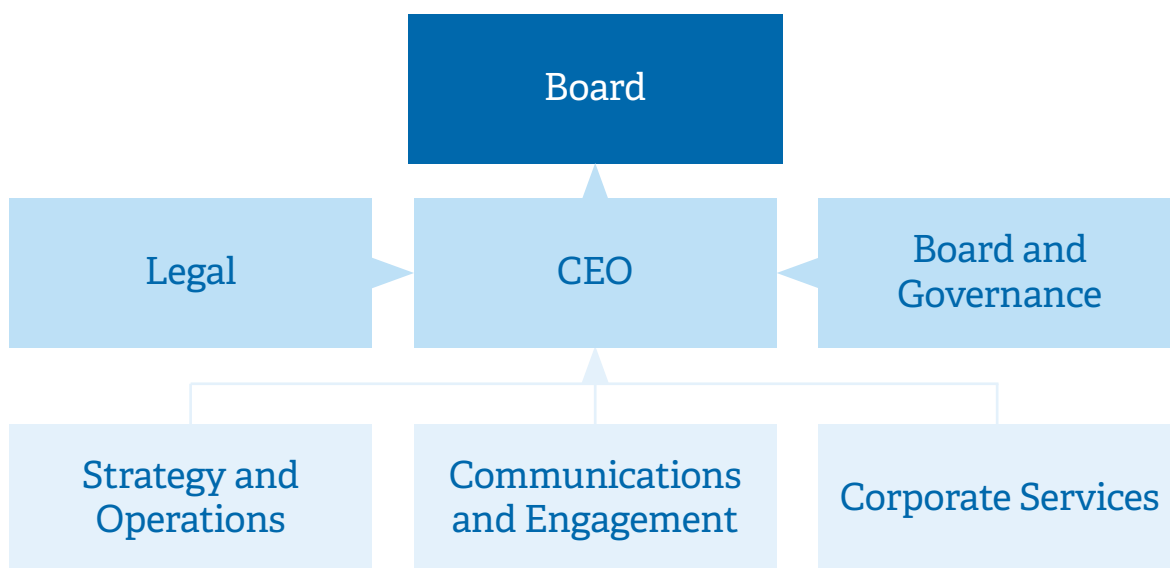 Board
Legal
CEO
Board and
Governance
Strategy and
Operations
Communications
and Engagement
Corporate Services